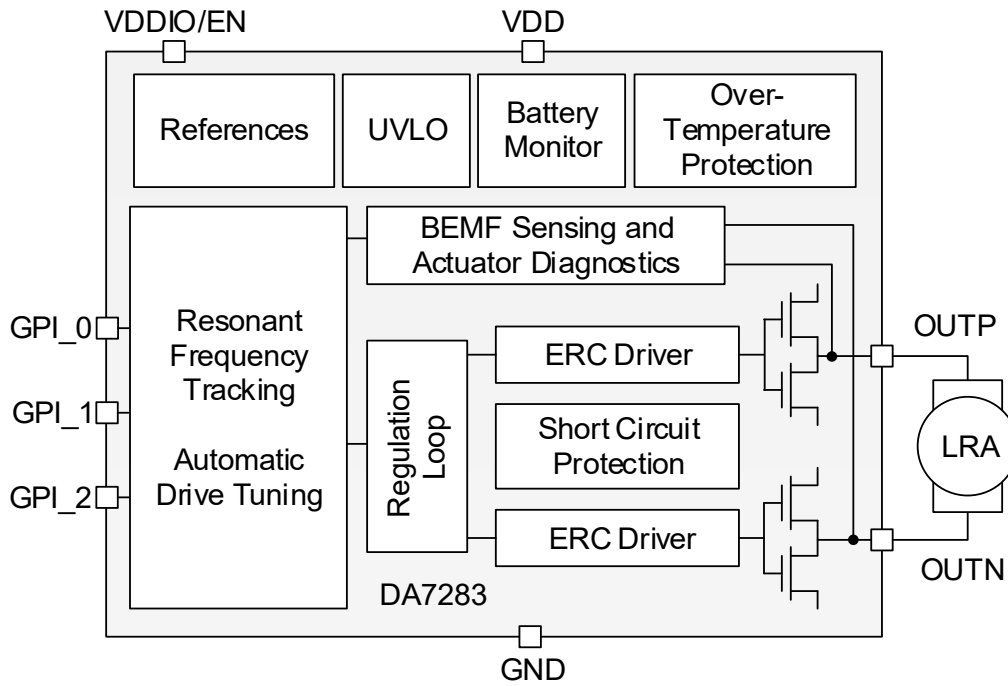 VDDIO/EN
VDD
References
UVLO
Battery
Monitor
Over-
Temperature
Protection
BEMF Sensing and
Actuator Diagnostics
GPI_0
GPI_1
GPI_2
Resonant
Frequency
Tracking
Automatic
Drive Tuning
Regulation
Loop
ERC Driver
Short Circuit
Protection
ERC Driver
OUTP
LRA
OUTN
DA7283
GND